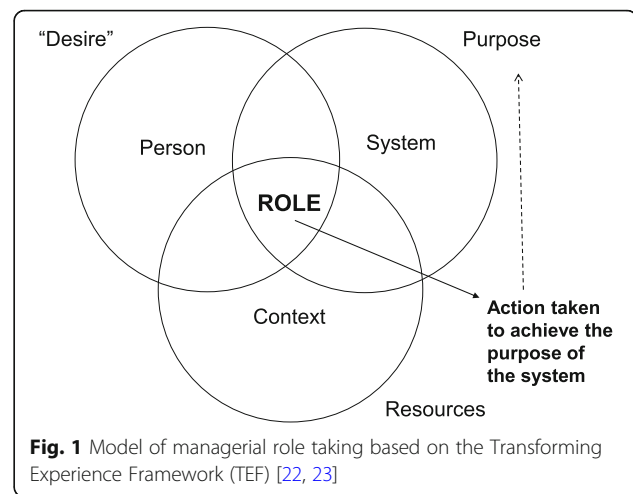 “Desire”
Purpose
Person
System
ROLE
Context
Action taken
to achieve the
purpose of
the system
Resources
Fig. 1 Model of managerial role taking based on the Transforming
Experience Framework (TEF) [22, 23]